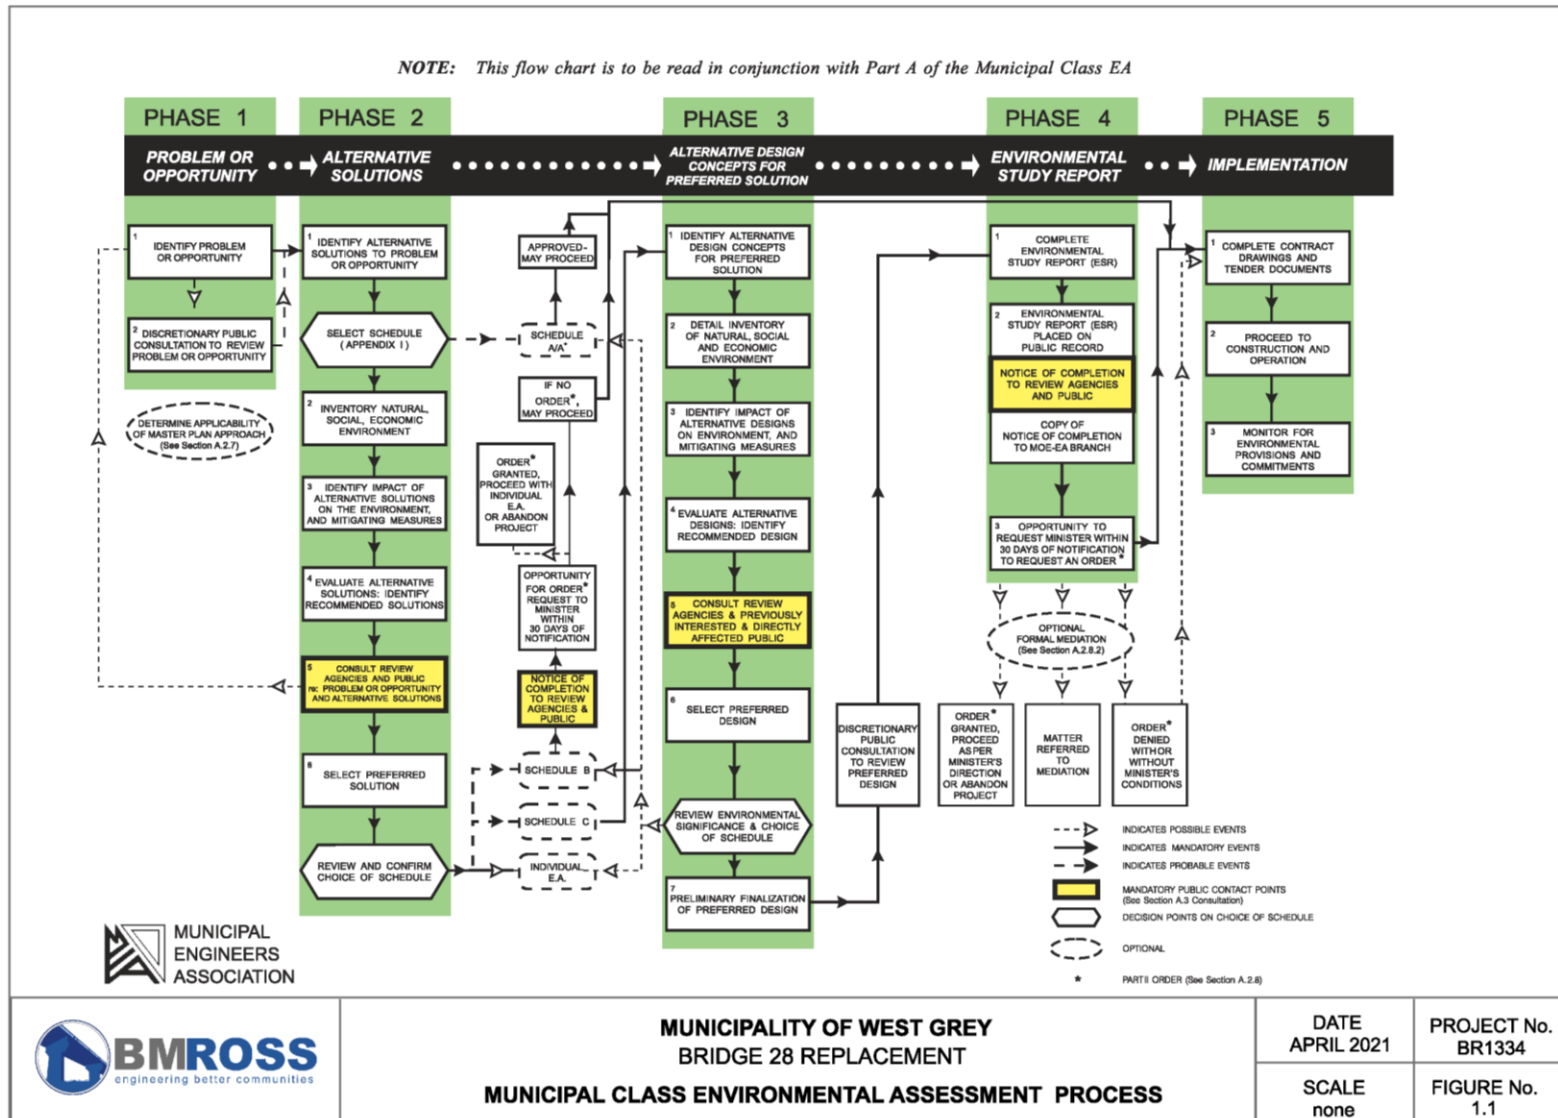 NOTE: This flow chart is to be read in conjunction with Part A of the Municipal Class EA
PHASE 1
PHASE 2
PHASE 3
PHASE 4
PHASE 5
PROBLEM OR
OPPORTUNITY
ALTERNATIVE
SOLUTIONS
ALTERNATIVE DESIGN
CONCEPTS FOR
PREFERRED SOLUTION
ENVIRONMENTAL
STUDY REPORT
IMPLEMENTATION
1
IDENTIFY PROBLEM
OR OPPORTUNITY
2 DISCRETIONARY PUBLIC
CONSULTATION TO REVIEW
PROBLEM OR OPPORTUNITY
DETERMINE APPLICABILITY
OF MASTER PLAN APPROACH
(See Section A.2.7)
1 IDENTIFY ALTERNATIVE
SOLUTIONS TO PROBLEM
OR OPPORTUNITY
SELECT SCHEDULE
(APPENDIX I)
2
INVENTORY NATURAL,
SOCIAL, ECONOMIC
ENVIRONMENT
3 IDENTIFY IMPACT OF
ALTERNATIVE SOLUTIONS
ON THE ENVIRONMENT,
AND MITIGATING MEASURES
4 EVALUATE ALTERNATIVE
SOLUTIONS: IDENTIFY
RECOMMENDED SOLUTIONS
5 CONSULT REVIEW
AGENCIES AND PUBLIC
re: PROBLEM OR OPPORTUNITY
AND ALTERNATIVE SOLUTIONS
6
SELECT PREFERRED
SOLUTION
REVIEW AND CONFIRM
CHOICE OF SCHEDULE
APPROVED-
MAY PROCEED
SCHEDULE
A/A+
IF NO
ORDER*,
MAY PROCEED
ORDER*
GRANTED,
PROCEED WITH
INDIVIDUAL
E.A.
OR ABANDON
PROJECT
OPPORTUNITY
FOR ORDER*
REQUEST TO
MINISTER
WITHIN
30 DAYS OF
NOTIFICATION
NOTICE OF
COMPLETION
TO REVIEW
AGENCIES &
PUBLIC
SCHEDULE B
SCHEDULE C
INDIVIDUAL
E.A.
1 IDENTIFY ALTERNATIVE
DESIGN CONCEPTS
FOR PREFERRED
SOLUTION
2 DETAIL INVENTORY
OF NATURAL, SOCIAL
AND ECONOMIC
ENVIRONMENT
3 IDENTIFY IMPACT OF
ALTERNATIVE DESIGNS
ON ENVIRONMENT, AND
MITIGATING MEASURES
4 EVALUATE ALTERNATIVE
DESIGNS: IDENTIFY
RECOMMENDED DESIGN
5 CONSULT REVIEW
AGENCIES & PREVIOUSLY
INTERESTED & DIRECTLY
AFFECTED PUBLIC
6
SELECT PREFERRED
DESIGN
REVIEW ENVIRONMENTAL
SIGNIFICANCE & CHOICE
OF SCHEDULE
7
PRELIMINARY FINALIZATION
OF PREFERRED DESIGN
DISCRETIONARY
PUBLIC
CONSULTATION
TO REVIEW
PREFERRED
DESIGN
1
COMPLETE
ENVIRONMENTAL
STUDY REPORT (ESR)
2 ENVIRONMENTAL
STUDY REPORT (ESR)
PLACED ON
PUBLIC RECORD
NOTICE OF COMPLETION
TO REVIEW AGENCIES
AND PUBLIC
COPY OF
NOTICE OF COMPLETION
TO MOE-EA BRANCH
3 OPPORTUNITY TO
REQUEST MINISTER WITHIN
30 DAYS OF NOTIFICATION
TO REQUEST AN ORDER*
OPTIONAL
FORMAL MEDIATION
(See Section A.2.8.2)
ORDER*
GRANTED,
PROCEED
AS PER
MINISTER'S
DIRECTION
OR ABANDON
PROJECT
MATTER
REFERRED
TO
MEDIATION
ORDER*
DENIED
WITH OR
WITHOUT
MINISTER'S
CONDITIONS
1
COMPLETE CONTRACT
DRAWINGS AND
TENDER DOCUMENTS
2
PROCEED TO
CONSTRUCTION AND
OPERATION
3
MONITOR FOR
ENVIRONMENTAL
PROVISIONS AND
COMMITMENTS
INDICATES POSSIBLE EVENTS
INDICATES MANDATORY EVENTS
INDICATES PROBABLE EVENTS
MANDATORY PUBLIC CONTACT POINTS
(See Section A.3 Consultation)
DECISION POINTS ON CHOICE OF SCHEDULE
OPTIONAL
* PART II ORDER (See Section A.2.8)
MUNICIPAL
ENGINEERS
ASSOCIATION
BMROSS
engineering better communities
MUNICIPALITY OF WEST GREY
BRIDGE 28 REPLACEMENT
MUNICIPAL CLASS ENVIRONMENTAL ASSESSMENT PROCESS
DATE
APRIL 2021
PROJECT No.
BR1334
SCALE
none
FIGURE No.
1.1